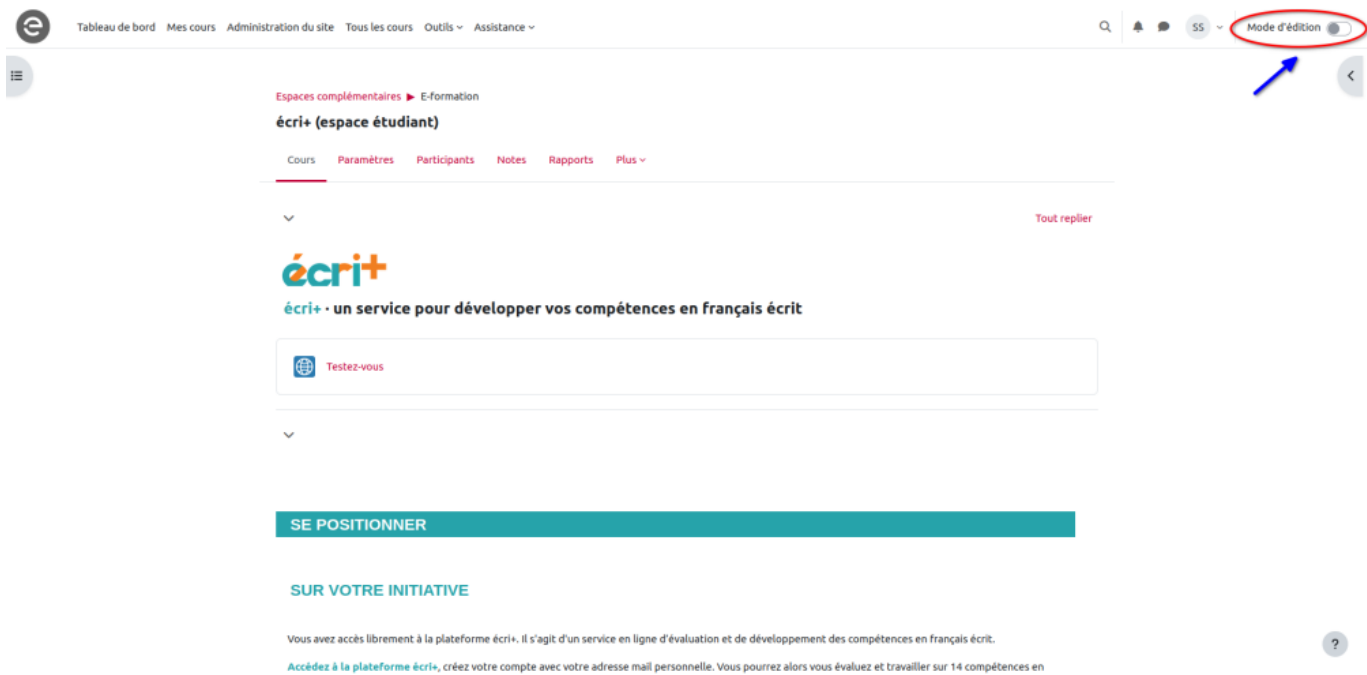 e
Tableau de bord Mes cours Administration du site Tous les cours Outils Assistance SS Mode d'édition
Espaces complémentaires ► E-formation
écri+ (espace étudiant)
Cours Paramètres Participants Notes Rapports Plus
Tout replier
écri+
écri+ · un service pour développer vos compétences en français écrit
Testez-vous
SE POSITIONNER
SUR VOTRE INITIATIVE
Vous avez accès librement à la plateforme écri+. Il s'agit d'un service en ligne d'évaluation et de développement des compétences en français écrit.
Accédez à la plateforme écri+, créez votre compte avec votre adresse mail personnelle. Vous pourrez alors vous évaluez et travailler sur 14 compétences en
?